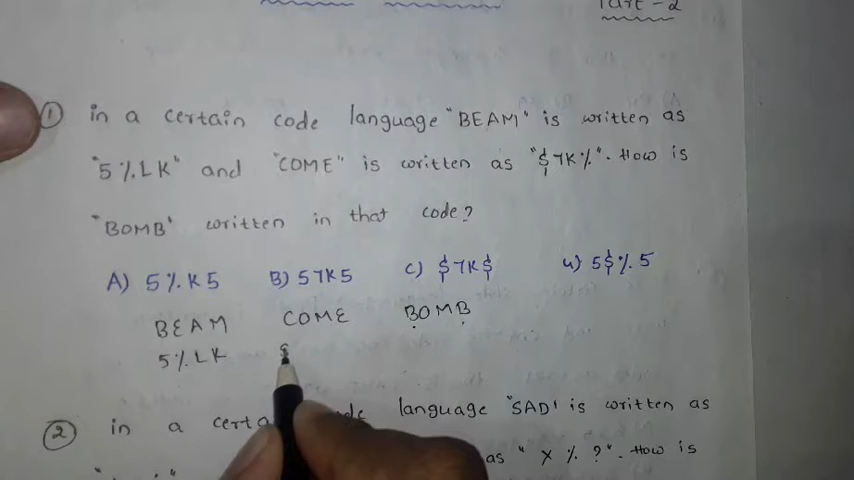 Part-2
① in a certain code language "BEAM" is written as
"5%LK" and "COME" is written as "$7K%". How is
"BOMB" written in that code?
A) 5%K5 B) 57K5 C) $7K$ 4) 5$%5
BEAM COME BOMB
5%LK
② in a certa de language "SAD" is written as
as "X%?". How is